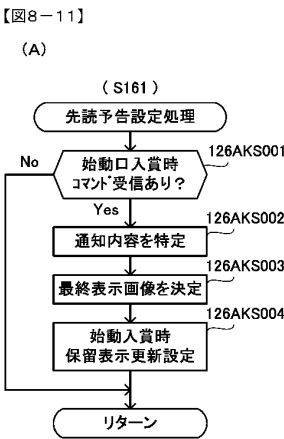 【図8－11】
(A)
(S161)
先読予告設定処理
No
始動口入賞時
コマンド受信あり?
126AKS001
Yes
126AKS002
通知内容を特定
126AKS003
最終表示画像を決定
126AKS004
始動入賞時
保留表示更新設定
リターン